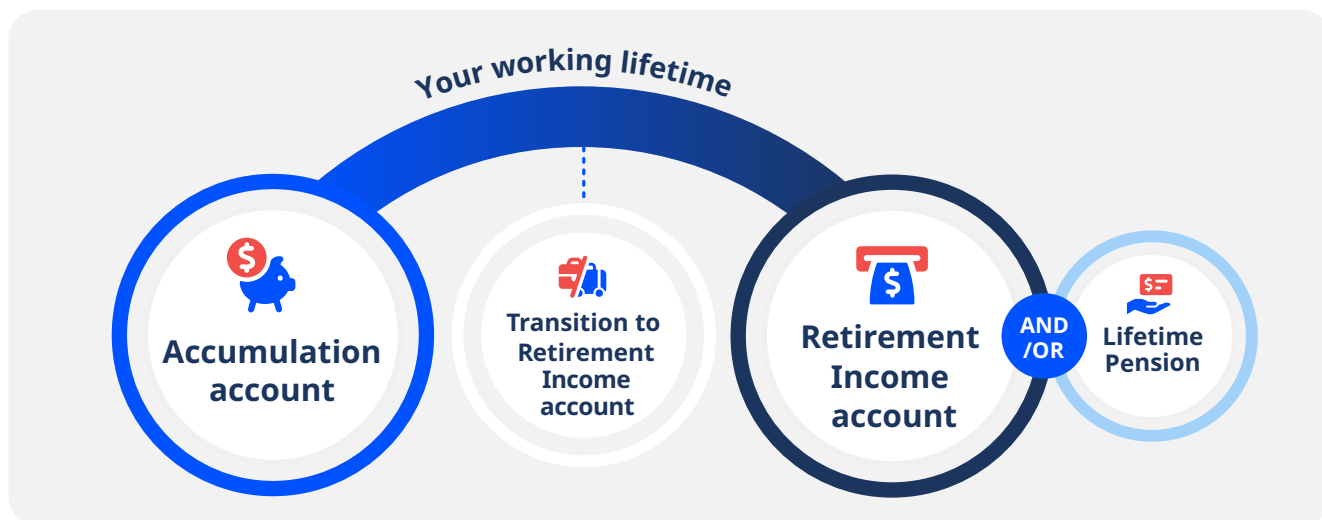 Your working lifetime
$
Accumulation
account
Transition to
Retirement
Income
account
$
Retirement
Income
account
AND
/OR
$
Lifetime
Pension